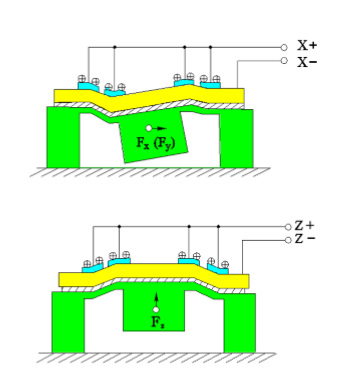 X+
X-
Fx (Fy)
Z+
Z-
Fz